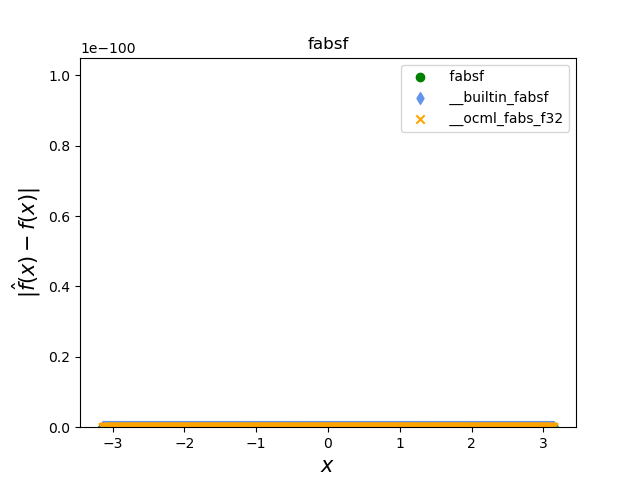 fabsf
1e−100
1.0
0.8
0.6
0.4
0.2
0.0
|f̂(x) − f(x)|
fabsf
__builtin_fabsf
__ocml_fabs_f32
−3
−2
−1
0
1
2
3
x